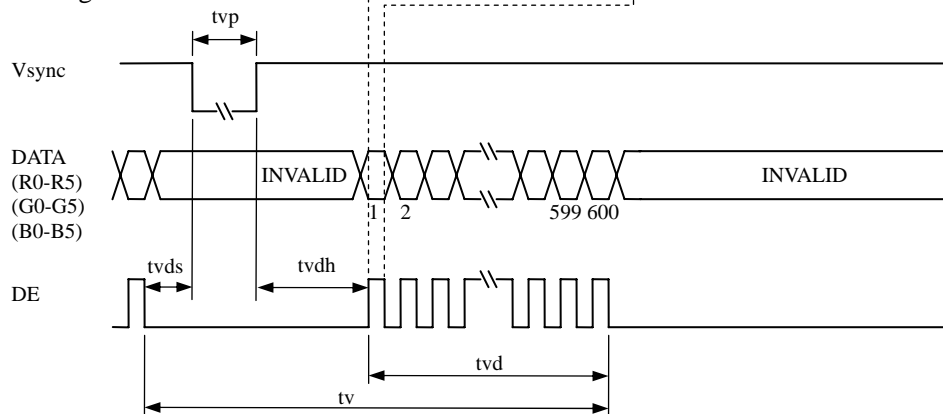 tvp
Vsync
DATA
(R0-R5)
(G0-G5)
(B0-B5)
INVALID
INVALID
1 2 599 600
tvds
tvdh
DE
tvd
tv